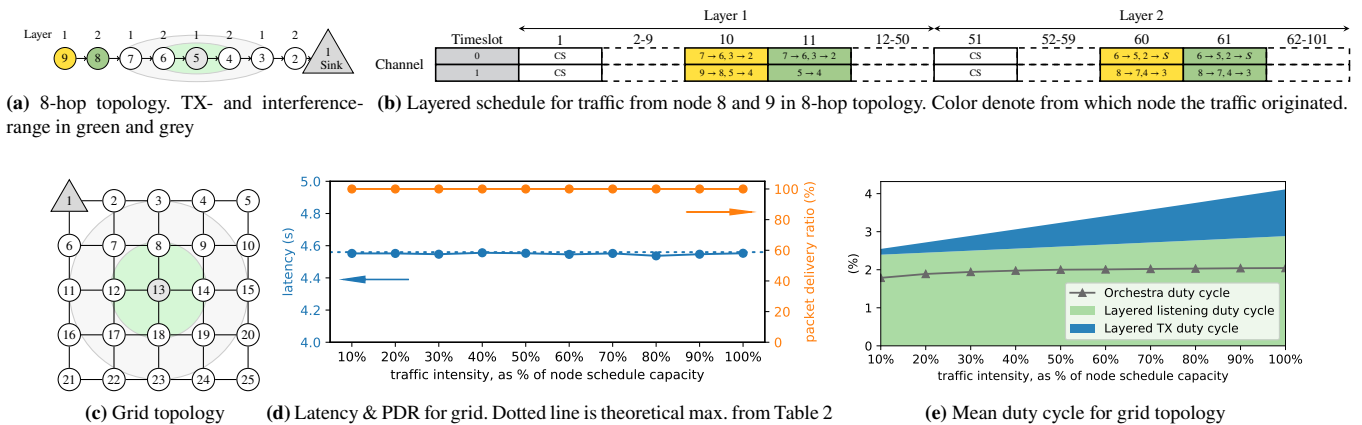 Layer 1 2 1 2 1 2 1 2
9 8 7 6 5 4 3 2 1
Sink
(a) 8-hop topology. TX- and interference-
range in green and grey
Layer 1 Layer 2
Timeslot 1 2-9 10 11 12-50 51 52-59 60 61 62-101
Channel
0 CS 7 → 6, 3 → 2 7 → 6, 3 → 2 CS 6 → 5, 2 → S 6 → 5, 2 → S
1 CS 9 → 8, 5 → 4 5 → 4 CS 8 → 7,4 → 3 8 → 7,4 → 3
(b) Layered schedule for traffic from node 8 and 9 in 8-hop topology. Color denote from which node the traffic originated.
1 2 3 4 5
6 7 8 9 10
11 12 13 14 15
16 17 18 19 20
21 22 23 24 25
(c) Grid topology
5.0
4.8
4.6
4.4
4.2
4.0
latency (s)
100
80
60
40
20
0
packet delivery ratio (%)
10% 20% 30% 40% 50% 60% 70% 80% 90% 100%
traffic intensity, as % of node schedule capacity
(d) Latency & PDR for grid. Dotted line is theoretical max. from Table 2
4
3
2
1
0
(%)
Orchestra duty cycle
Layered listening duty cycle
Layered TX duty cycle
10% 20% 30% 40% 50% 60% 70% 80% 90% 100%
traffic intensity, as % of node schedule capacity
(e) Mean duty cycle for grid topology